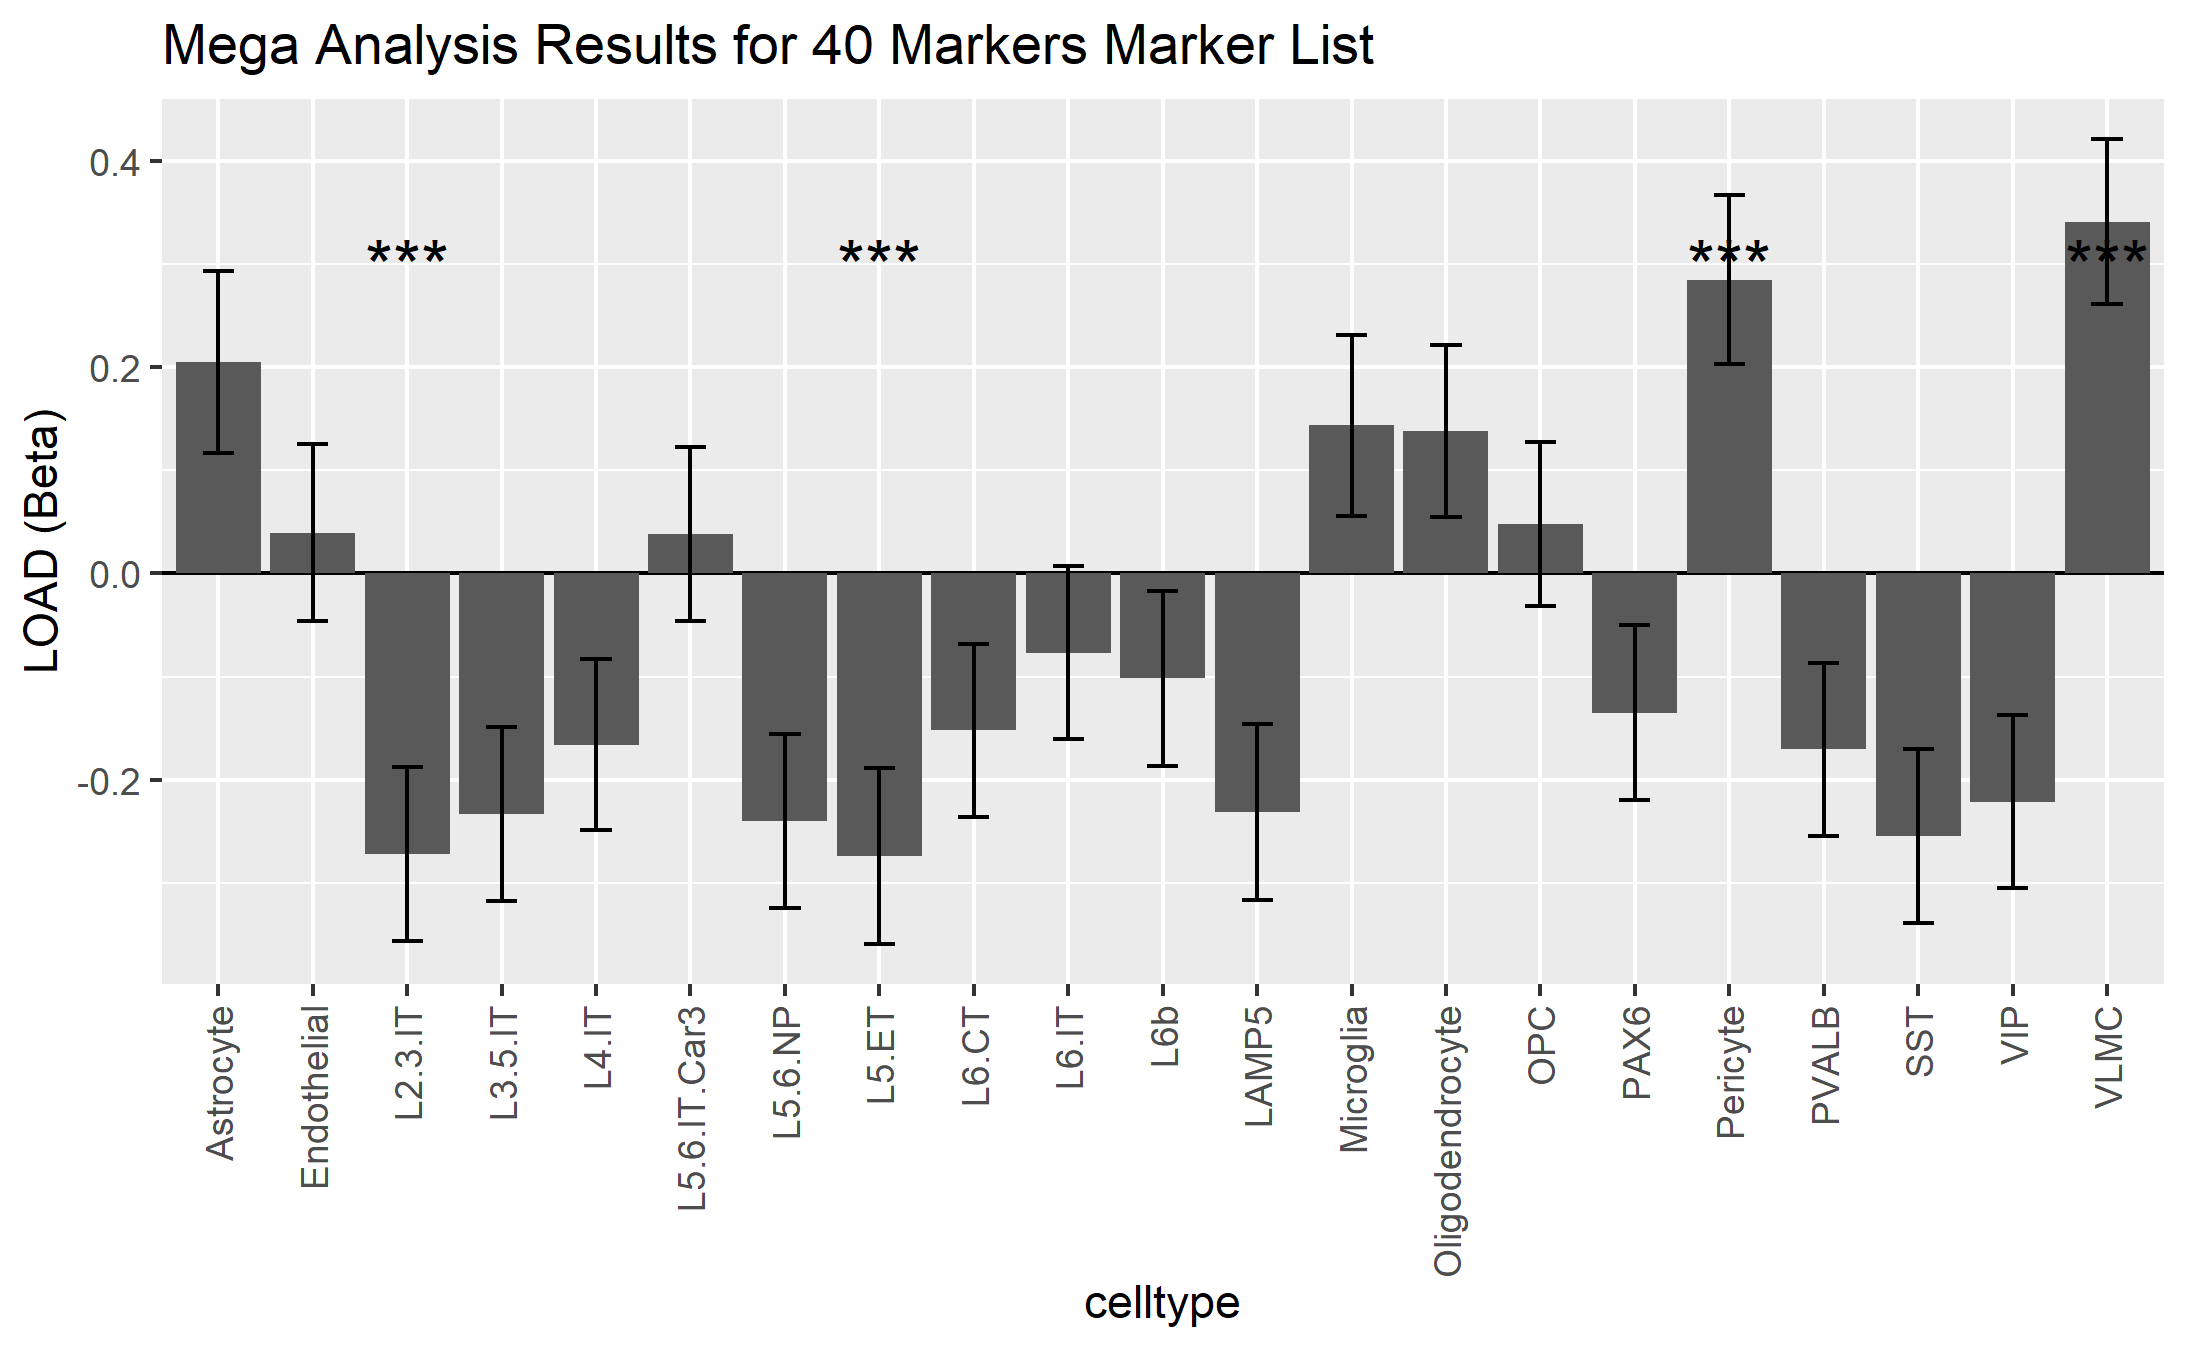 Mega Analysis Results for 40 Markers Marker List
LOAD (Beta)
0.4
0.2
0.0
-0.2
*** *** *** ***
Astrocyte
Endothelial
L2.3.IT
L3.5.IT
L4.IT
L5.6.IT.Car3
L5.6.NP
L5.ET
L6.CT
L6.IT
L6b
LAMP5
Microglia
Oligodendrocyte
OPC
PAX6
Pericyte
PVALB
SST
VIP
VLMC
celltype